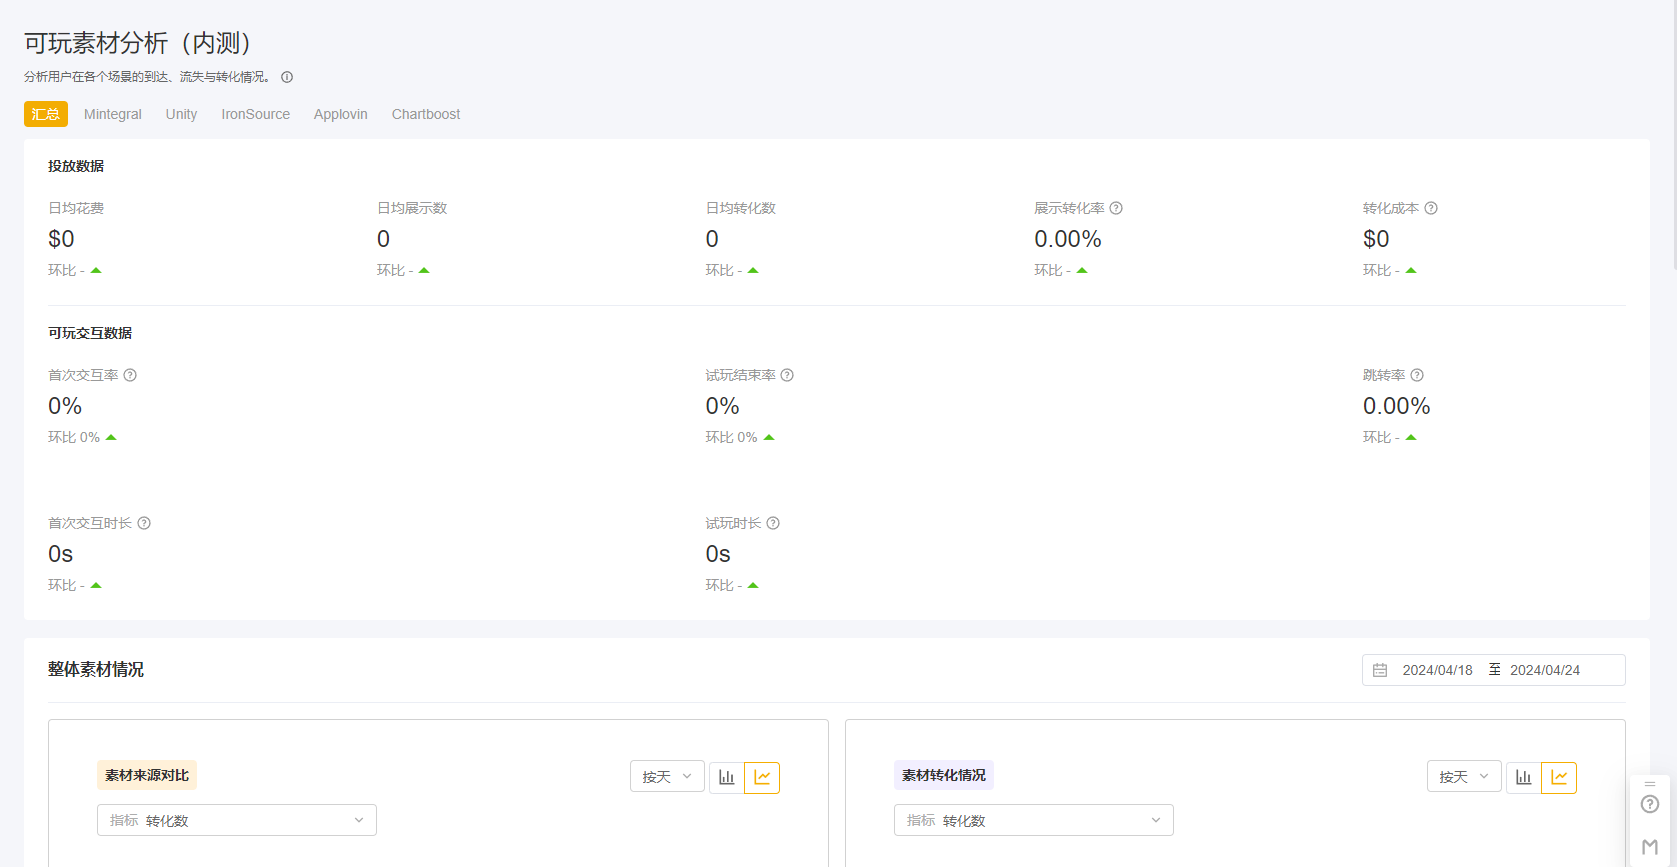 可玩素材分析（内测）
分析用户在各个场景的到达、流失与转化情况。
汇总 Mintegral Unity IronSource Applovin Chartboost
投放数据
日均花费 日均展示数 日均转化数 展示转化率 转化成本
$0 0 0 0.00% $0
环比 - 环比 - 环比 - 环比 - 环比 -
可玩交互数据
首次交互率 试玩结束率 跳转率
0% 0% 0.00%
环比 0% 环比 0% 环比 -
首次交互时长 试玩时长
0s 0s
环比 - 环比 -
整体素材情况 2024/04/18 至 2024/04/24
素材来源对比 按天 素材转化情况 按天
指标 转化数 指标 转化数